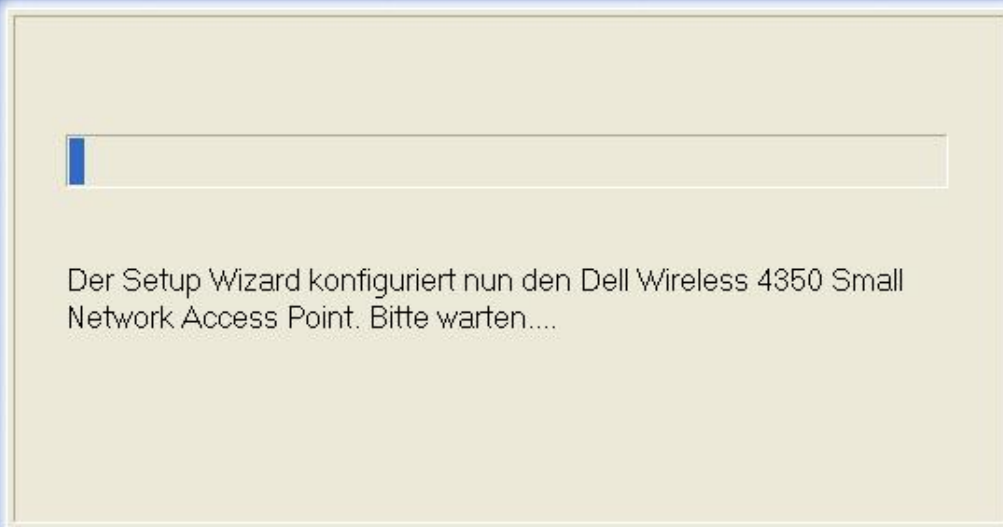 Der Setup Wizard konfiguriert nun den Dell Wireless 4350 Small
Network Access Point. Bitte warten....